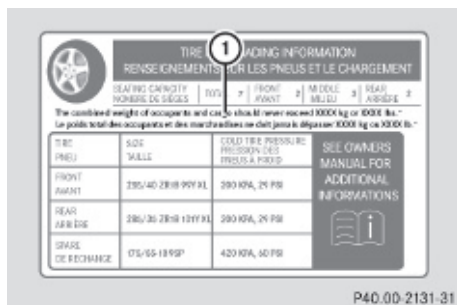 1
TIRE LOADING INFORMATION
RENSEIGNEMENTS SUR LES PNEUS ET LE CHARGEMENT
SEATING CAPACITY
NOMBRE DE SIÈGES
7
FRONT
AVANT
2
MIDDLE
MILIEU
3
REAR
ARRIÈRE
2
The combined weight of occupants and cargo should never exceed XXXX kg or XXXX lbs."
Le poids total des occupants et des marchandises ne doit jamais dépasser XXXX kg ou XXXX lb."
TIRE
PNEU
SIZE
TAILLE
COLD TIRE PRESSURE
PRESSION DES
PNEUS À FROID
SEE OWNERS
MANUAL FOR
ADDITIONAL
INFORMATIONS
FRONT
AVANT
200 KPA, 29 PSI
REAR
ARRIÈRE
200 KPA, 29 PSI
SPARE
DE RECHANGE
420 KPA, 60 PSI
P40.00-2131-31